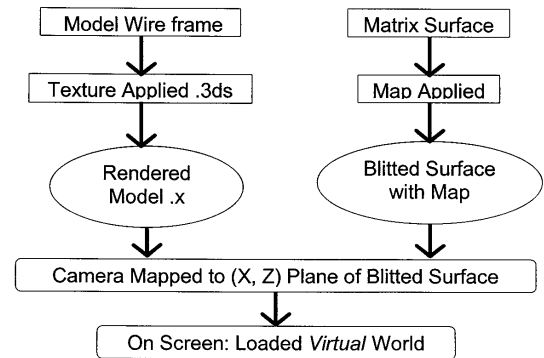 Model Wire frame
Matrix Surface
Texture Applied .3ds
Map Applied
Rendered
Model .x
Blitted Surface
with Map
Camera Mapped to (X, Z) Plane of Blitted Surface
On Screen: Loaded Virtual World